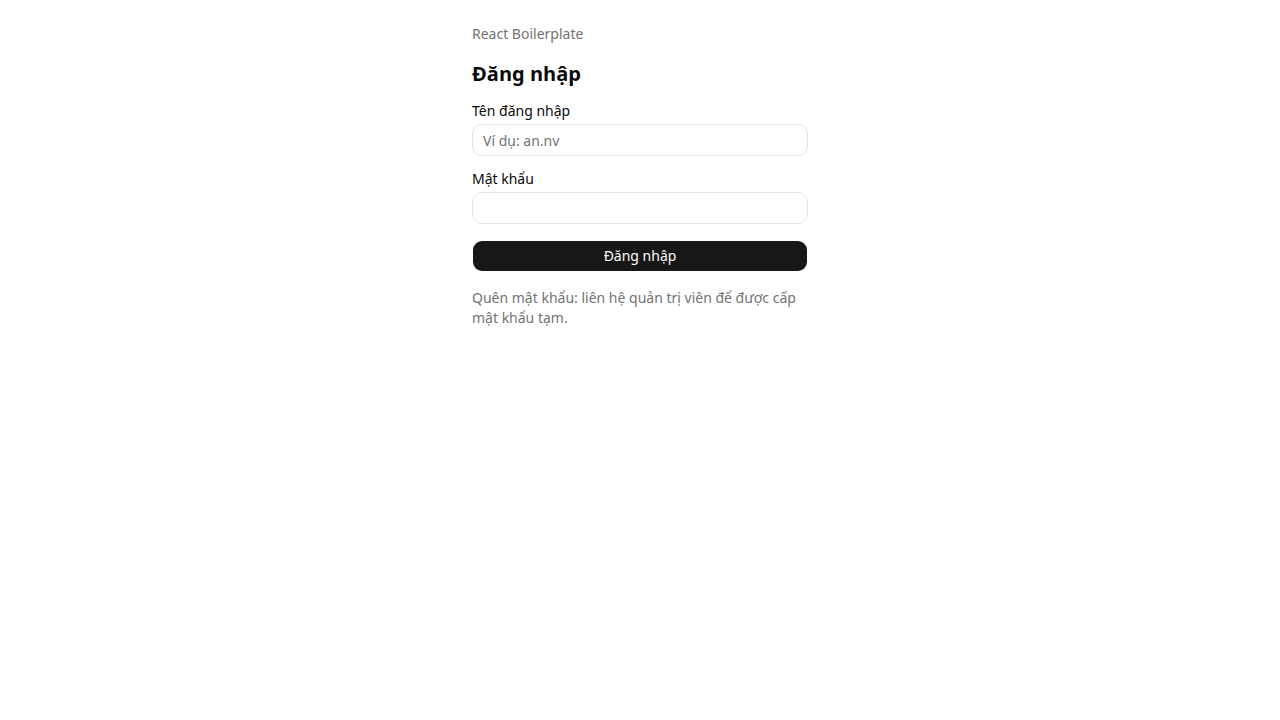 React Boilerplate
Đăng nhập
Tên đăng nhập
Ví dụ: an.nv
Mật khẩu
Đăng nhập
Quên mật khẩu: liên hệ quản trị viên để được cấp
mật khẩu tạm.